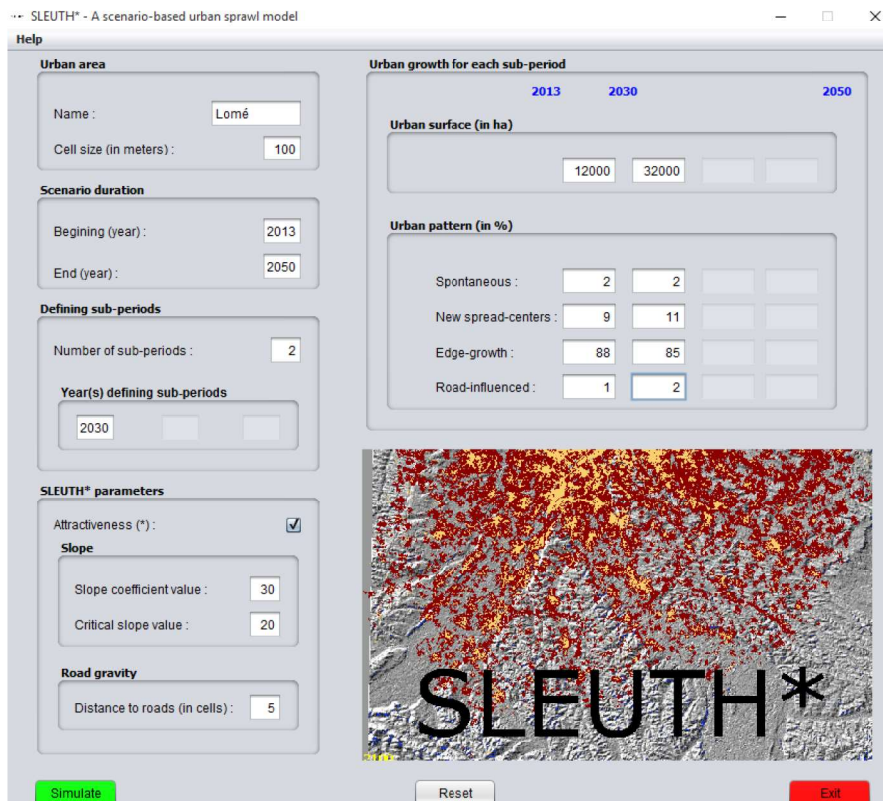 SLEUTH* - A scenario-based urban sprawl model
Help
Urban area
Name : Lomé
Cell size (in meters) : 100
Scenario duration
Begining (year) : 2013
End (year) : 2050
Defining sub-periods
Number of sub-periods : 2
Year(s) defining sub-periods
2030
SLEUTH* parameters
Attractiveness (*) :
Slope
Slope coefficient value : 30
Critical slope value : 20
Road gravity
Distance to roads (in cells) : 5
Urban growth for each sub-period
2013 2030 2050
Urban surface (in ha)
12000 32000
Urban pattern (in %)
Spontaneous : 2 2
New spread-centers : 9 11
Edge-growth : 88 85
Road-influenced : 1 2
SLEUTH*
Simulate Reset Exit